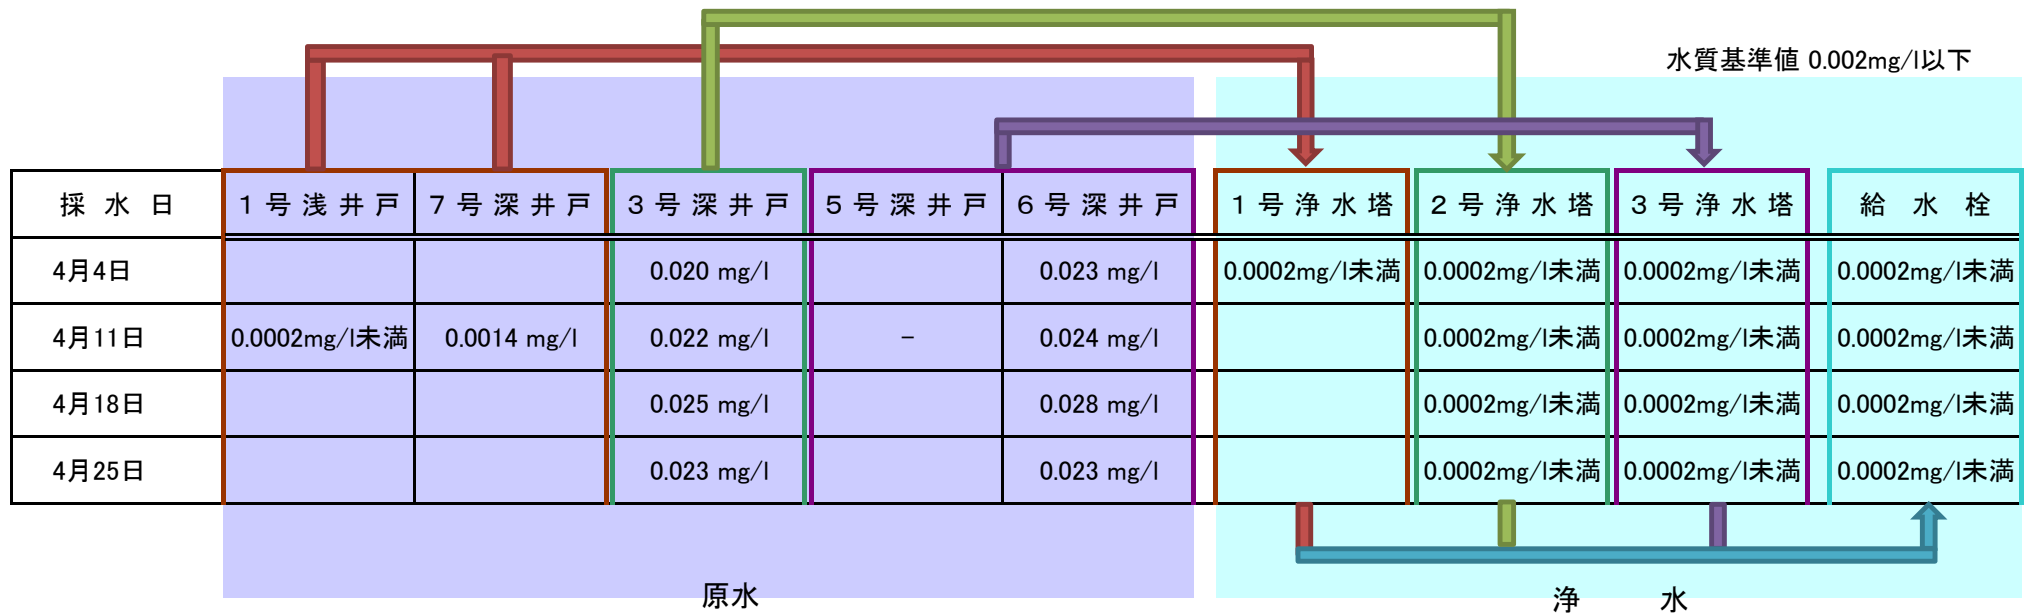 水質基準値 0.002mg/l以下
採 水 日 1 号 浅 井 戸 7 号 深 井 戸 3 号 深 井 戸 5 号 深 井 戸 6 号 深 井 戸 1 号 浄 水 塔 2 号 浄 水 塔 3 号 浄 水 塔 給 水 栓
4月4日 0.020 mg/l 0.023 mg/l 0.0002mg/l未満 0.0002mg/l未満 0.0002mg/l未満 0.0002mg/l未満
4月11日 0.0002mg/l未満 0.0014 mg/l 0.022 mg/l － 0.024 mg/l 0.0002mg/l未満 0.0002mg/l未満 0.0002mg/l未満
4月18日 0.025 mg/l 0.028 mg/l 0.0002mg/l未満 0.0002mg/l未満 0.0002mg/l未満
4月25日 0.023 mg/l 0.023 mg/l 0.0002mg/l未満 0.0002mg/l未満 0.0002mg/l未満
原水 浄 水